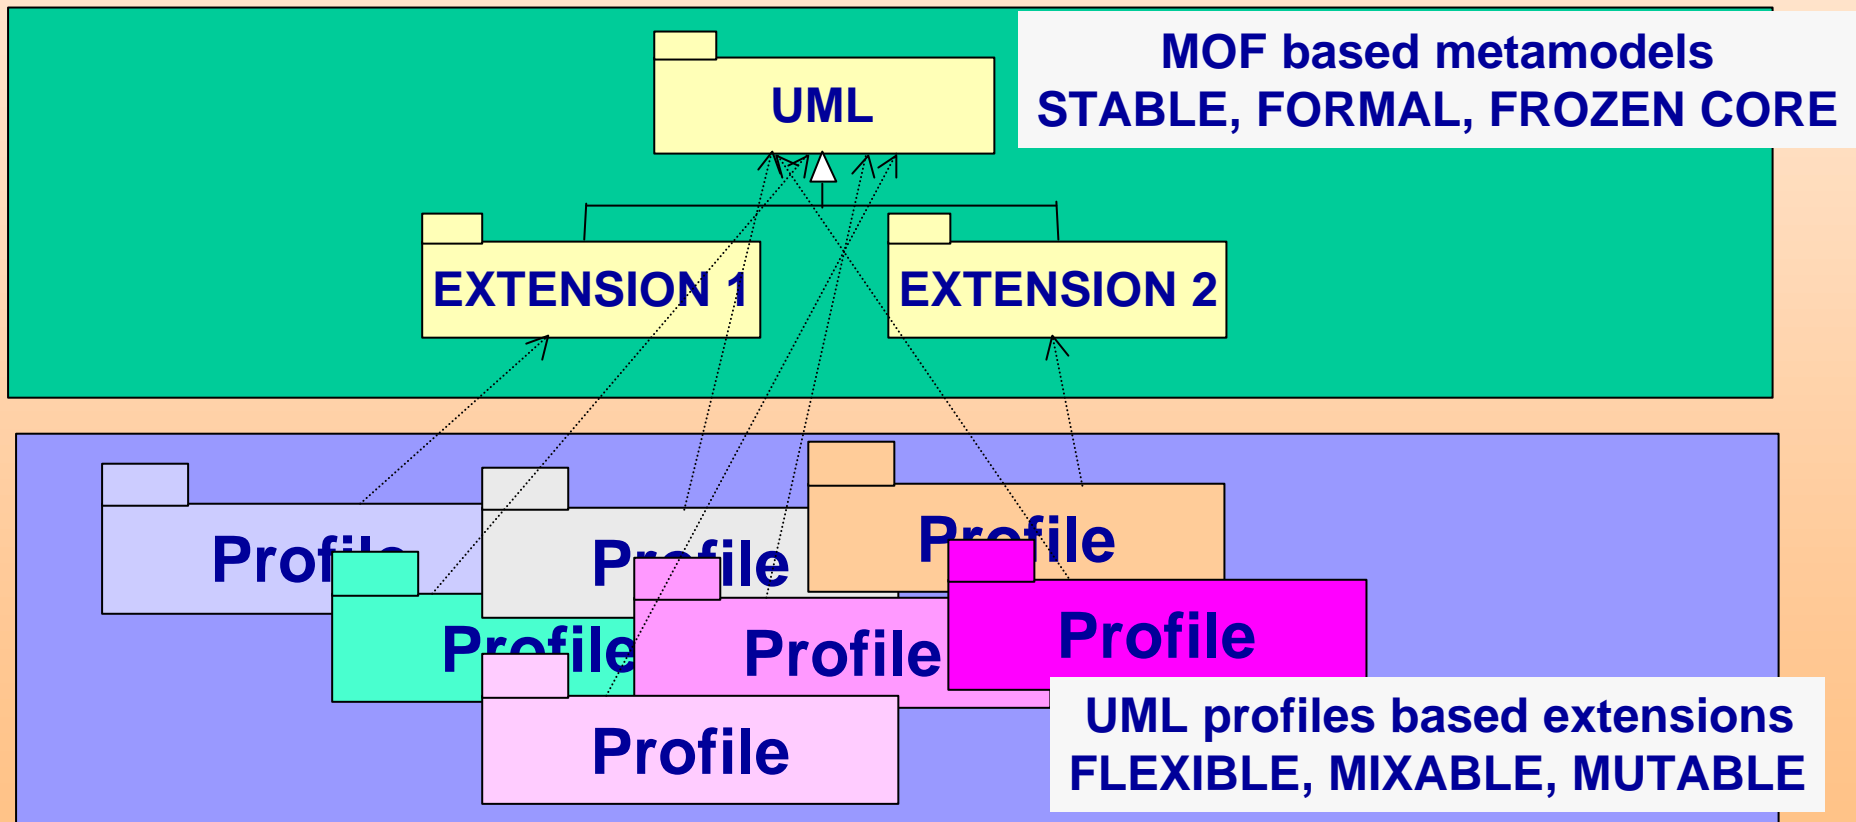 MOF based metamodels
STABLE, FORMAL, FROZEN CORE
UML
EXTENSION 1
EXTENSION 2
Profile
Profile
Profile
Profile
Profile
Profile
Profile
UML profiles based extensions
FLEXIBLE, MIXABLE, MUTABLE